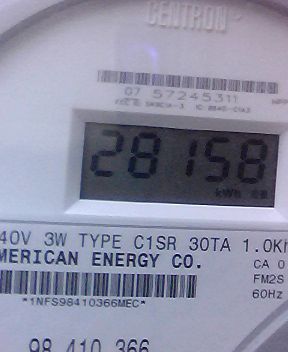 CENTRON
07 57245311
28158
kWh
40V 3W TYPE C1SR 30TA 1.0Kh
MERICAN ENERGY CO.
CA 0
FM2S
60Hz
*1NFS98410366MEC*
98 410 366